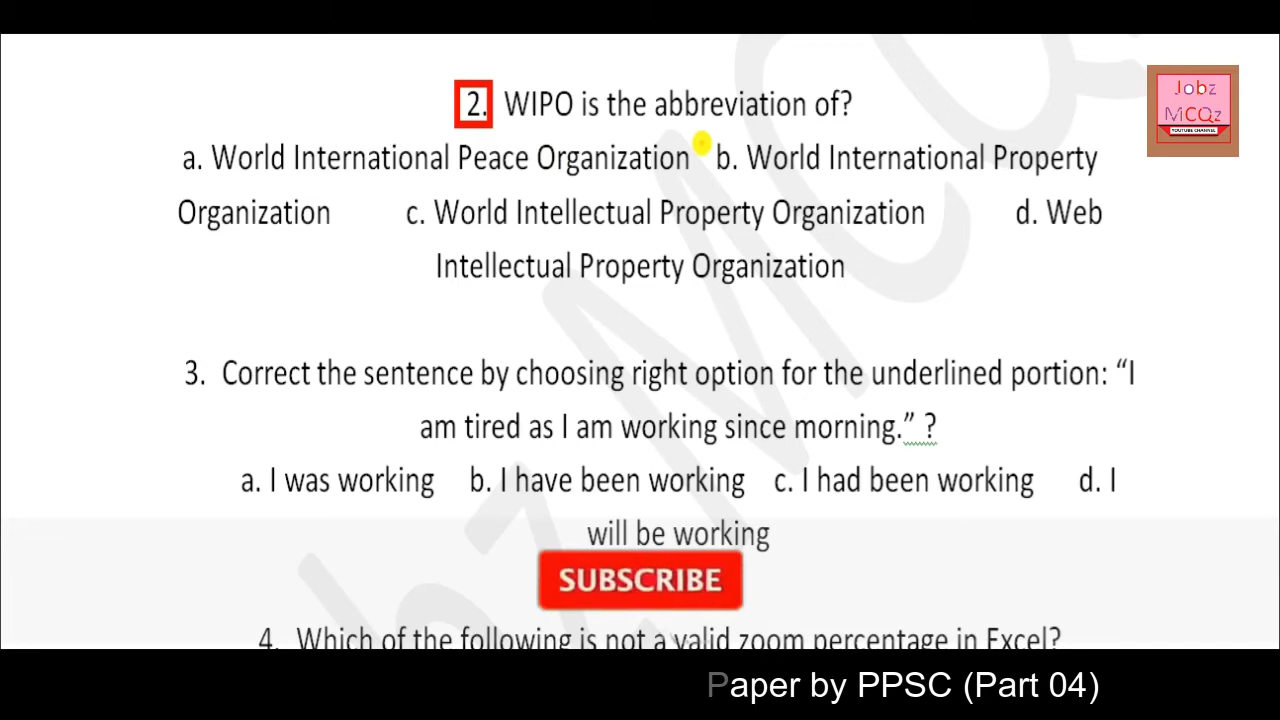 Jobz
MCQz
YOUTUBE CHANNEL
2. WIPO is the abbreviation of?
a. World International Peace Organization b. World International Property
Organization c. World Intellectual Property Organization d. Web
Intellectual Property Organization
3. Correct the sentence by choosing right option for the underlined portion: “I
am tired as I am working since morning.” ?
a. I was working b. I have been working c. I had been working d. I
will be working
SUBSCRIBE
4. Which of the following is not a valid zoom percentage in Excel?
Paper by PPSC (Part 04)